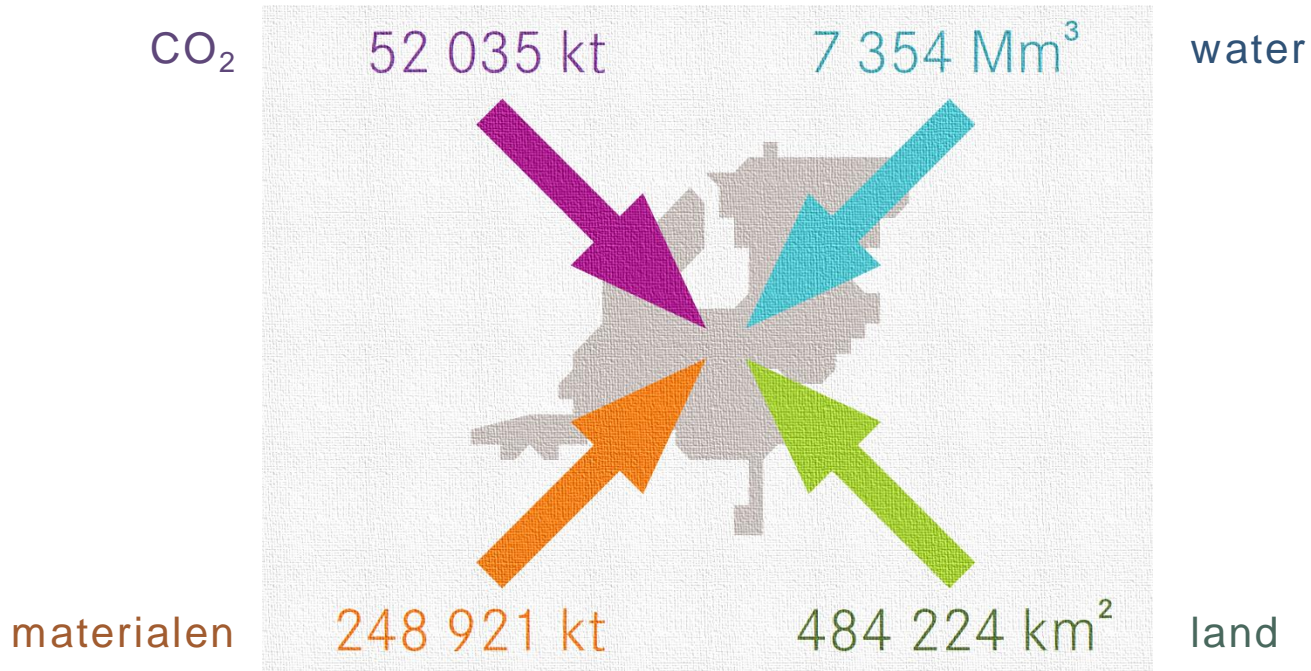 CO₂ 52 035 kt 7 354 Mm³ water
materialen 248 921 kt 484 224 km² land